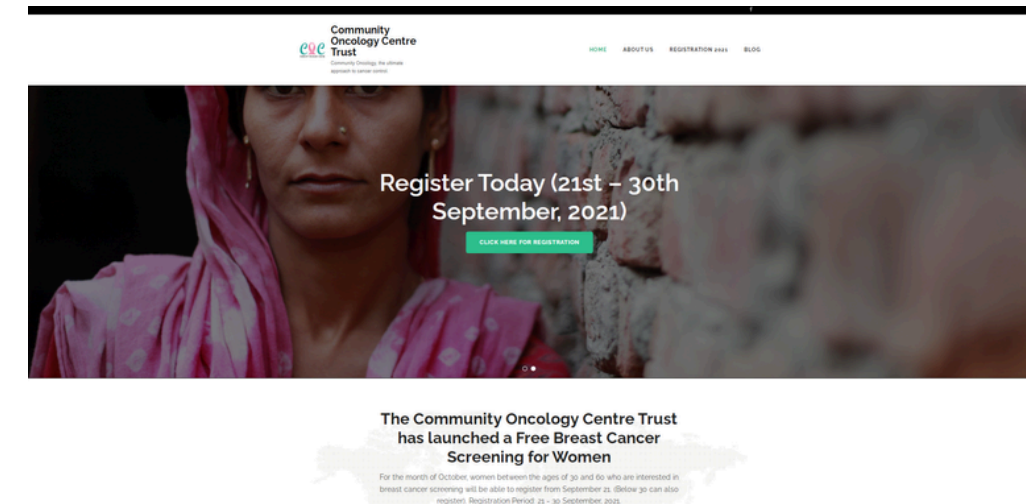 f
COC
Community
Oncology Centre
Trust
Community Oncology, the ultimate
approach to cancer control
HOME ABOUT US REGISTRATION 2021 BLOG
Register Today (21st – 30th
September, 2021)
CLICK HERE FOR REGISTRATION
The Community Oncology Centre Trust
has launched a Free Breast Cancer
Screening for Women
For the month of October, women between the ages of 30 and 60 who are interested in
breast cancer screening will be able to register from September 21. (Below 30 can also
register). Registration Period: 21 – 30 September, 2021.